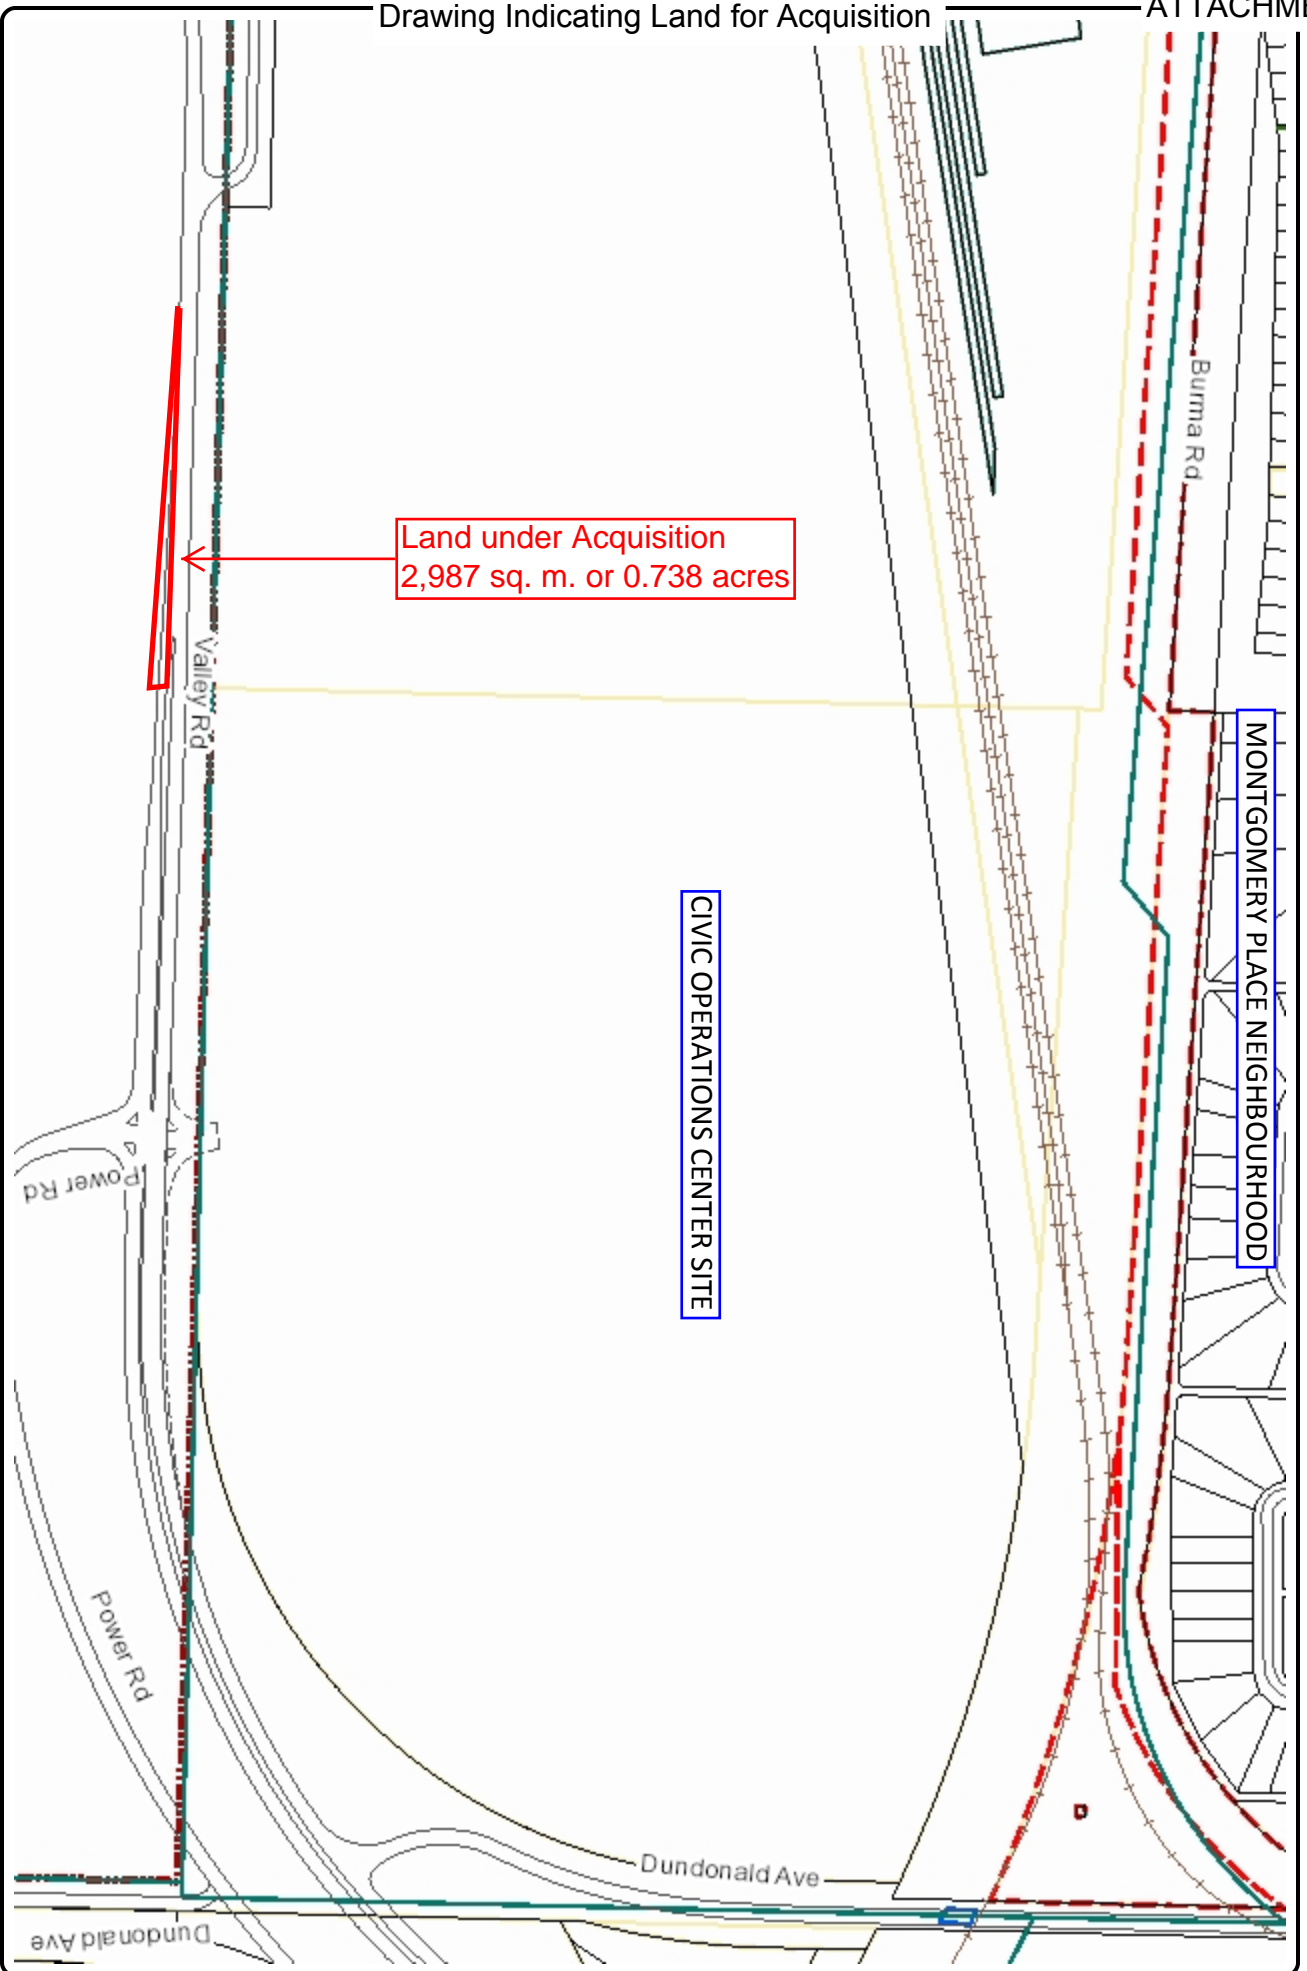 Drawing Indicating Land for Acquisition
Burma Rd
Land under Acquisition
2,987 sq. m. or 0.738 acres
Valley Rd
MONTGOMERY PLACE NEIGHBOURHOOD
CIVIC OPERATIONS CENTER SITE
Power Rd
Power Rd
Dundonald Ave
Dundonald Ave